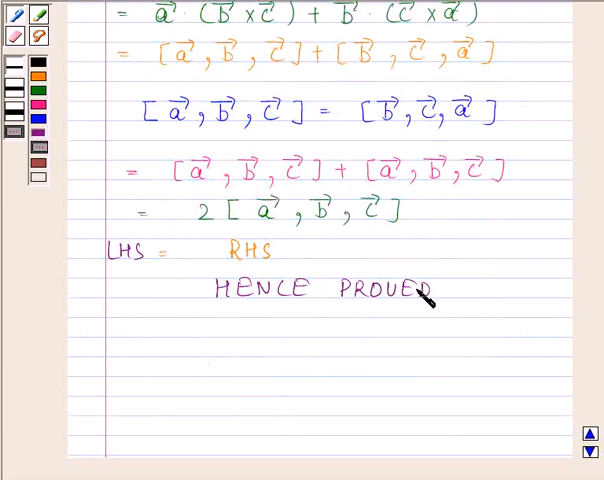 = a⃗ · (b⃗ × c⃗) + b⃗ · (c⃗ × a⃗)
= [a⃗, b⃗, c⃗] + [b⃗, c⃗, a⃗]
[a⃗, b⃗, c⃗] = [b⃗, c⃗, a⃗]
= [a⃗, b⃗, c⃗] + [a⃗, b⃗, c⃗]
= 2[a⃗, b⃗, c⃗]
LHS = RHS
HENCE PROVED